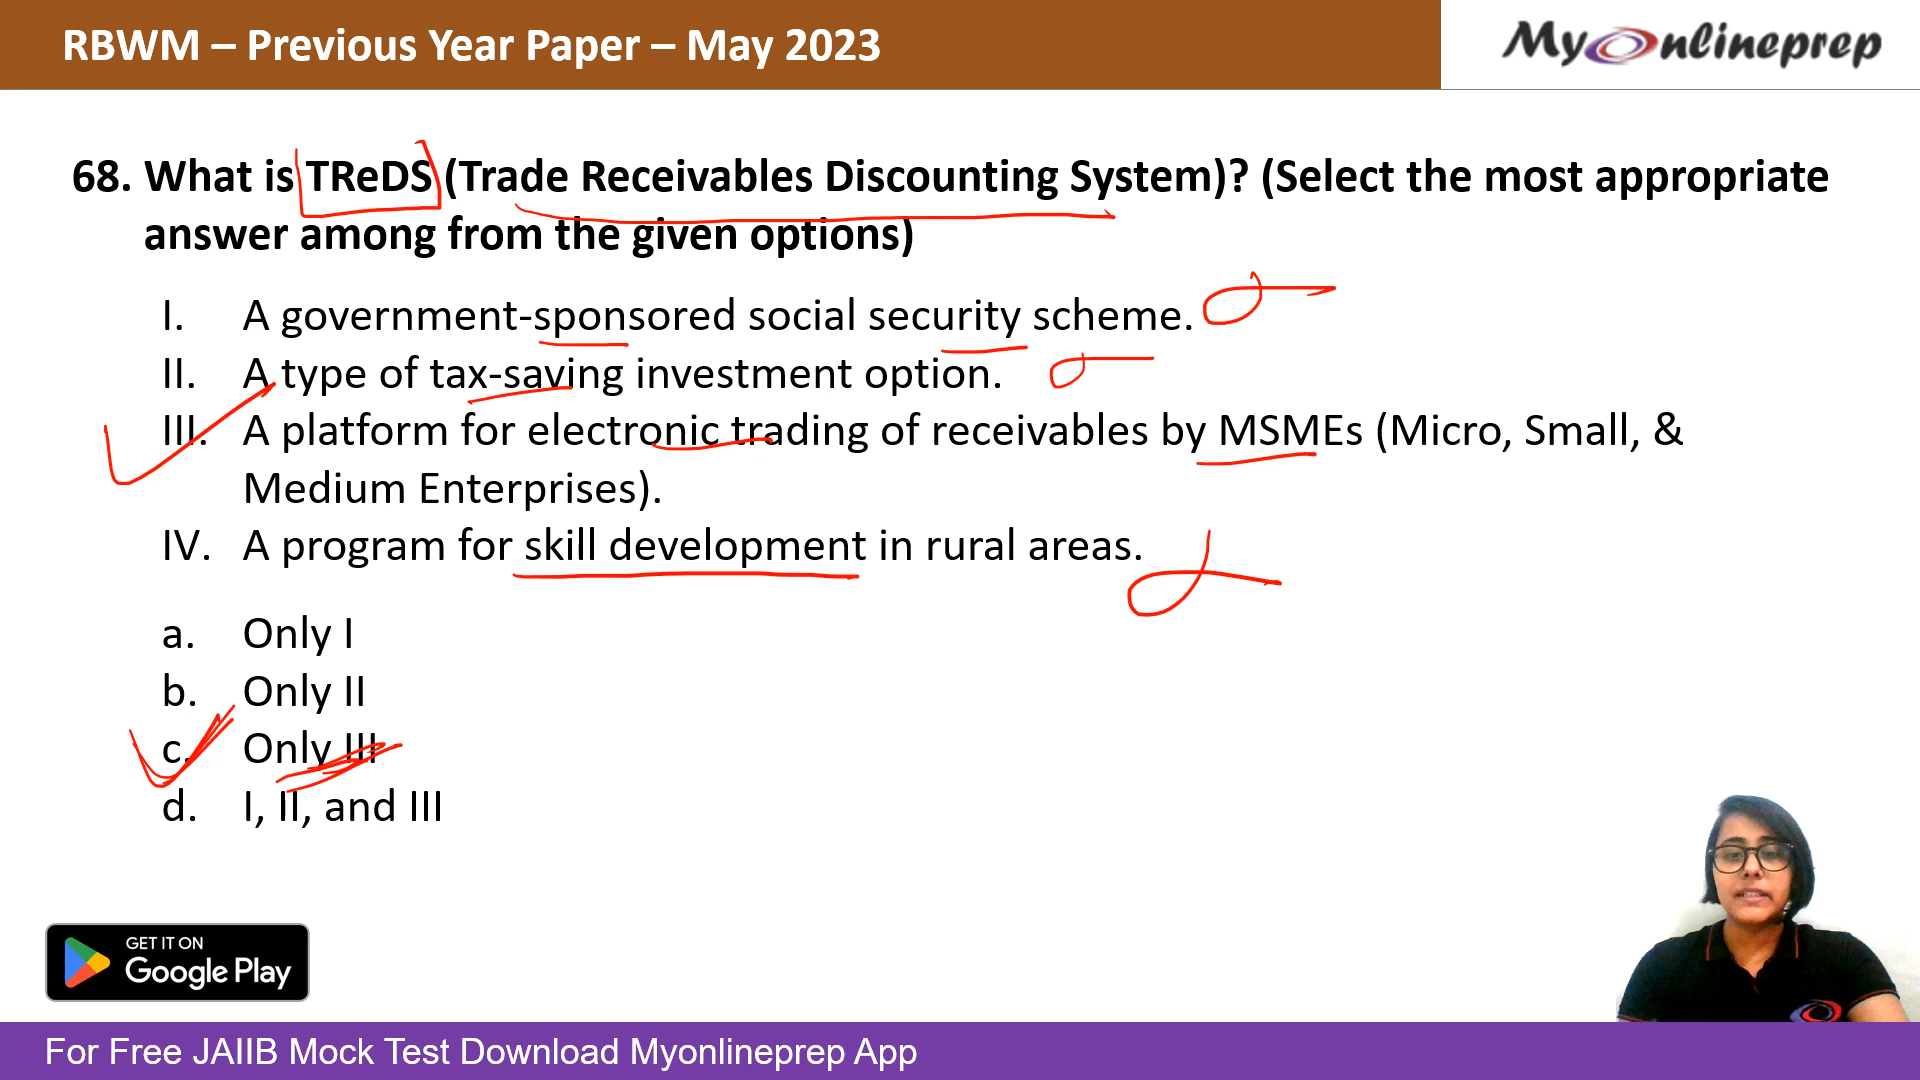 RBWM – Previous Year Paper – May 2023
MyOnlineprep
68. What is TReDS (Trade Receivables Discounting System)? (Select the most appropriate
answer among from the given options)
I. A government-sponsored social security scheme.
II. A type of tax-saving investment option.
III. A platform for electronic trading of receivables by MSMEs (Micro, Small, &
Medium Enterprises).
IV. A program for skill development in rural areas.
a. Only I
b. Only II
c. Only III
d. I, II, and III
GET IT ON
Google Play
For Free JAIIB Mock Test Download Myonlineprep App